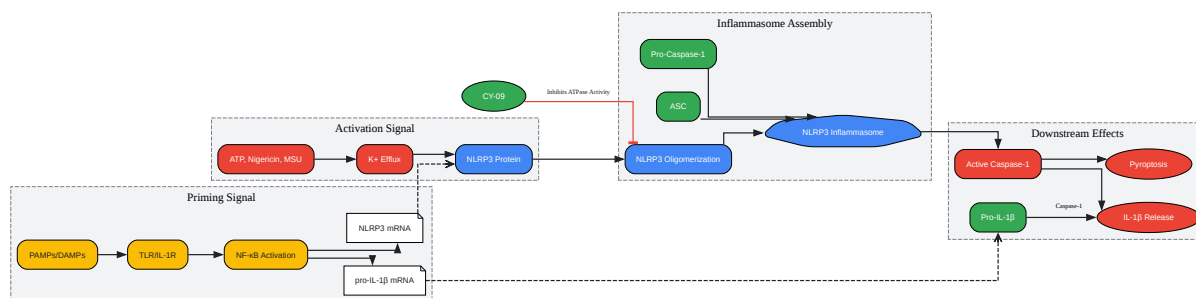 Inflammasome Assembly
Pro-Caspase-1
CY-09
Inhibits ATPase Activity
ASC
Activation Signal
NLRP3 Inflammasome
Downstream Effects
ATP, Nigericin, MSU
K+ Efflux
NLRP3 Protein
NLRP3 Oligomerization
Active Caspase-1
Pyroptosis
Priming Signal
Caspase-1
Pro-IL-1β
IL-1β Release
NLRP3 mRNA
PAMPs/DAMPs
TLR/IL-1R
NF-κB Activation
pro-IL-1β mRNA